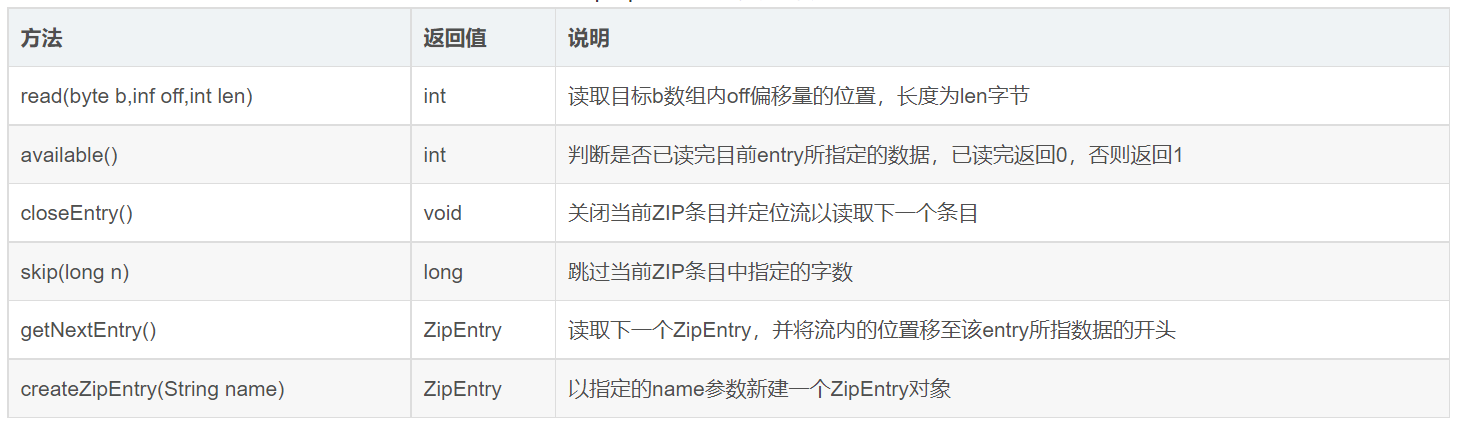 方法 返回值 说明
read(byte b,inf off,int len) int 读取目标b数组内off偏移量的位置，长度为len字节
available() int 判断是否已读完目前entry所指定的数据，已读完返回0，否则返回1
closeEntry() void 关闭当前ZIP条目并定位流以读取下一个条目
skip(long n) long 跳过当前ZIP条目中指定的字数
getNextEntry() ZipEntry 读取下一个ZipEntry，并将流内的位置移至该entry所指数据的开头
createZipEntry(String name) ZipEntry 以指定的name参数新建一个ZipEntry对象